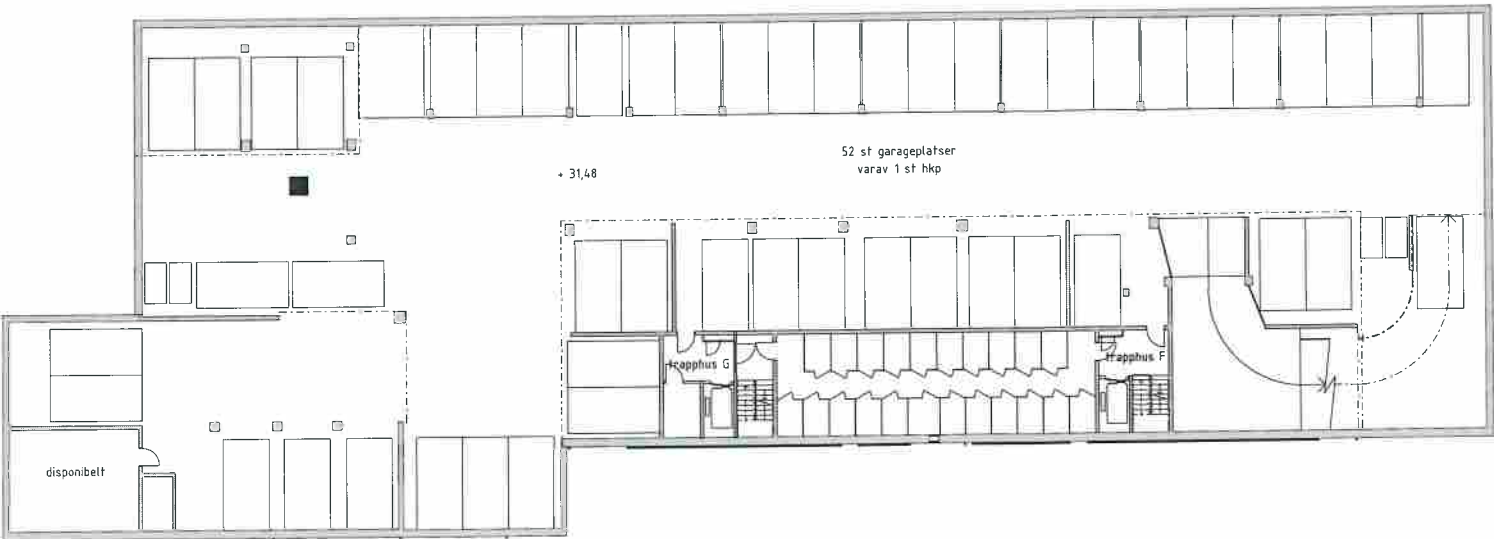 52 st garageplatser
varav 1 st hkp
+ 31,48
trapphus G
trapphus F
disponibelt